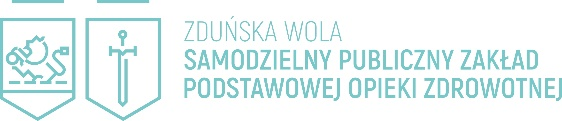 ZDUŃSKA WOLA
SAMODZIELNY PUBLICZNY ZAKŁAD
PODSTAWOWEJ OPIEKI ZDROWOTNEJ